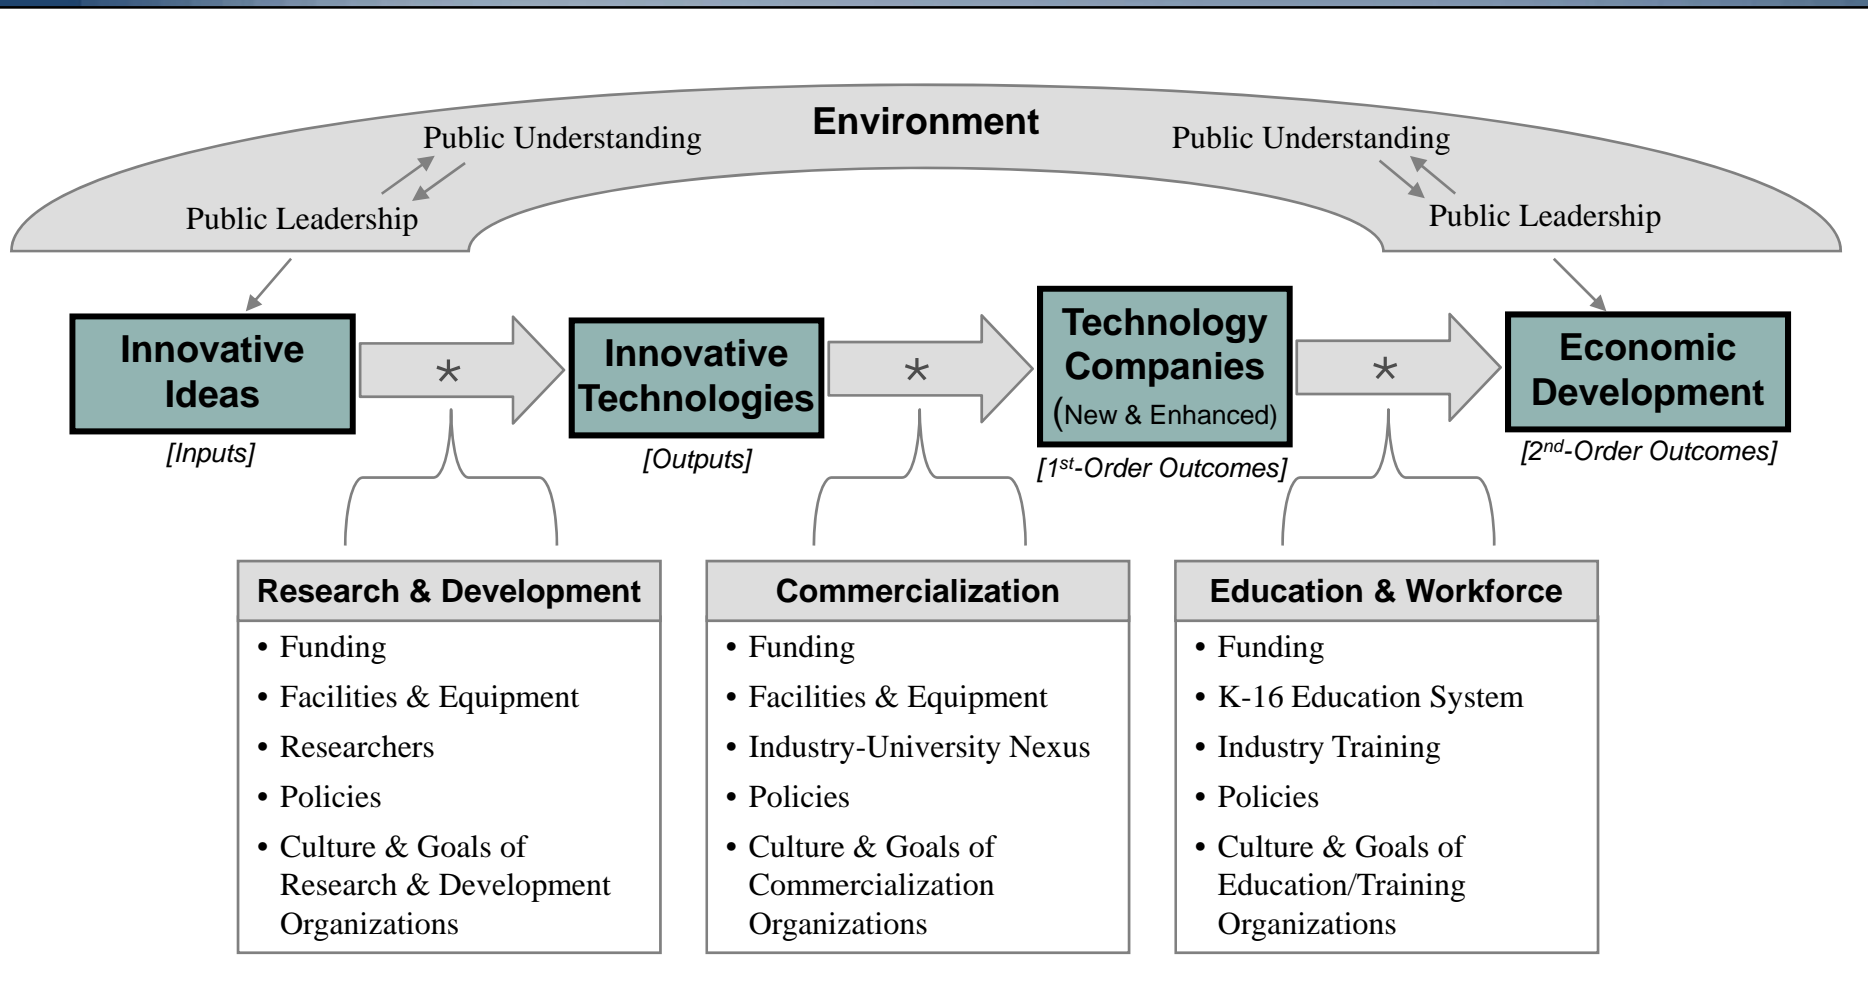 Environment
Public Understanding
Public Understanding
Public Leadership
Public Leadership
Innovative
Ideas
[Inputs]
*
Innovative
Technologies
[Outputs]
*
Technology
Companies
(New & Enhanced)
[1st-Order Outcomes]
*
Economic
Development
[2nd-Order Outcomes]
Research & Development
• Funding
• Facilities & Equipment
• Researchers
• Policies
• Culture & Goals of
Research & Development
Organizations
Commercialization
• Funding
• Facilities & Equipment
• Industry-University Nexus
• Policies
• Culture & Goals of
Commercialization
Organizations
Education & Workforce
• Funding
• K-16 Education System
• Industry Training
• Policies
• Culture & Goals of
Education/Training
Organizations